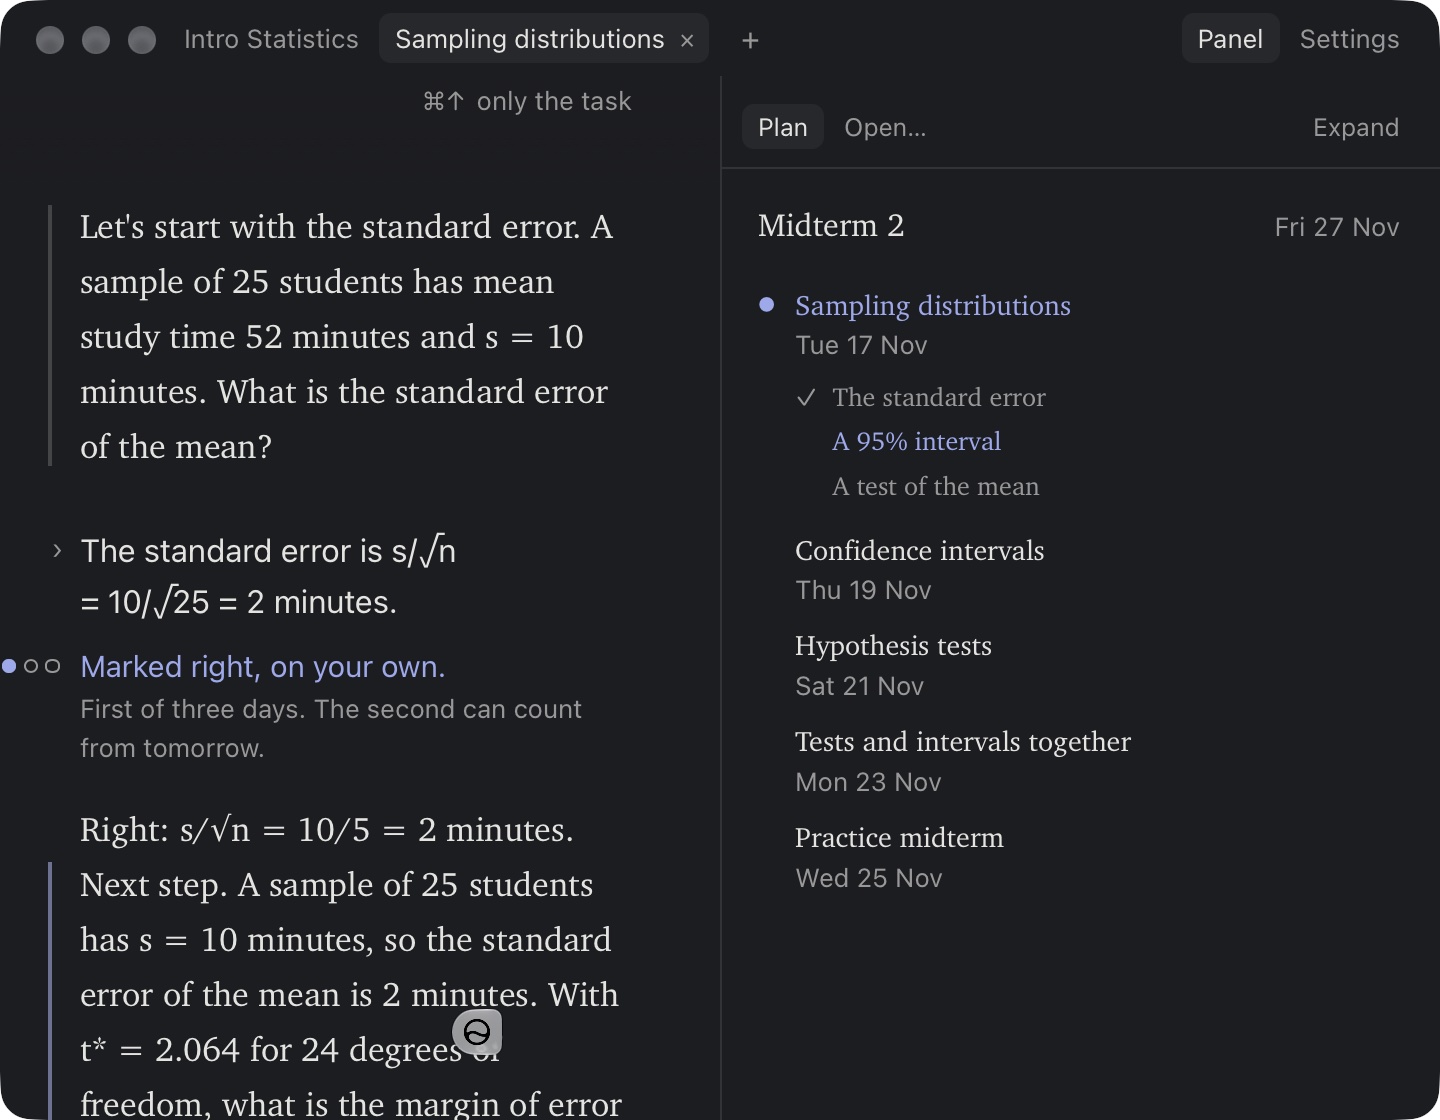 Intro Statistics
Sampling distributions ×
+
Panel
Settings
⌘↑ only the task
Plan
Open...
Expand
Let's start with the standard error. A
sample of 25 students has mean
study time 52 minutes and s = 10
minutes. What is the standard error
of the mean?
› The standard error is s/√n
= 10/√25 = 2 minutes.
Marked right, on your own.
First of three days. The second can count
from tomorrow.
Right: s/√n = 10/5 = 2 minutes.
Next step. A sample of 25 students
has s = 10 minutes, so the standard
error of the mean is 2 minutes. With
t* = 2.064 for 24 degrees of
freedom, what is the margin of error
Midterm 2
Fri 27 Nov
Sampling distributions
Tue 17 Nov
✓ The standard error
A 95% interval
A test of the mean
Confidence intervals
Thu 19 Nov
Hypothesis tests
Sat 21 Nov
Tests and intervals together
Mon 23 Nov
Practice midterm
Wed 25 Nov